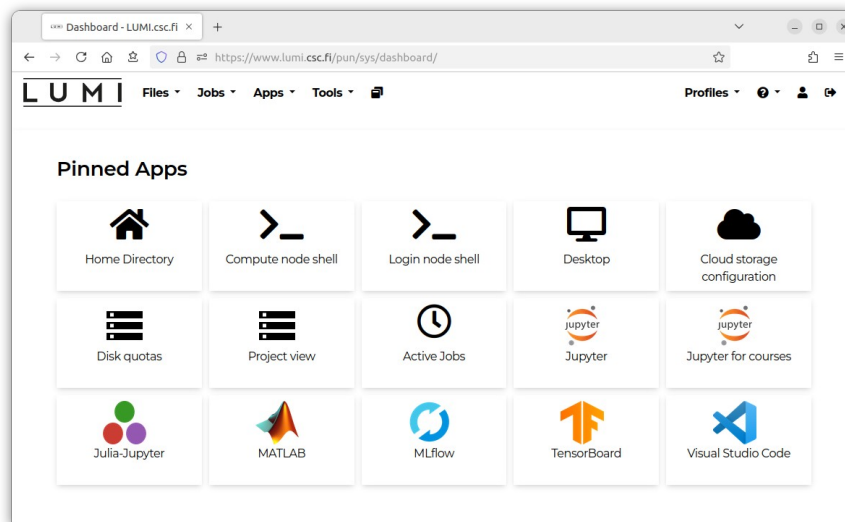 Dashboard - LUMI.csc.fi
https://www.lumi.csc.fi/pun/sys/dashboard/
LUMI Files Jobs Apps Tools Profiles
Pinned Apps
Home Directory Compute node shell Login node shell Desktop Cloud storage
configuration
jupyter jupyter
Disk quotas Project view Active Jobs Jupyter Jupyter for courses
Julia-Jupyter MATLAB MLflow TensorBoard Visual Studio Code